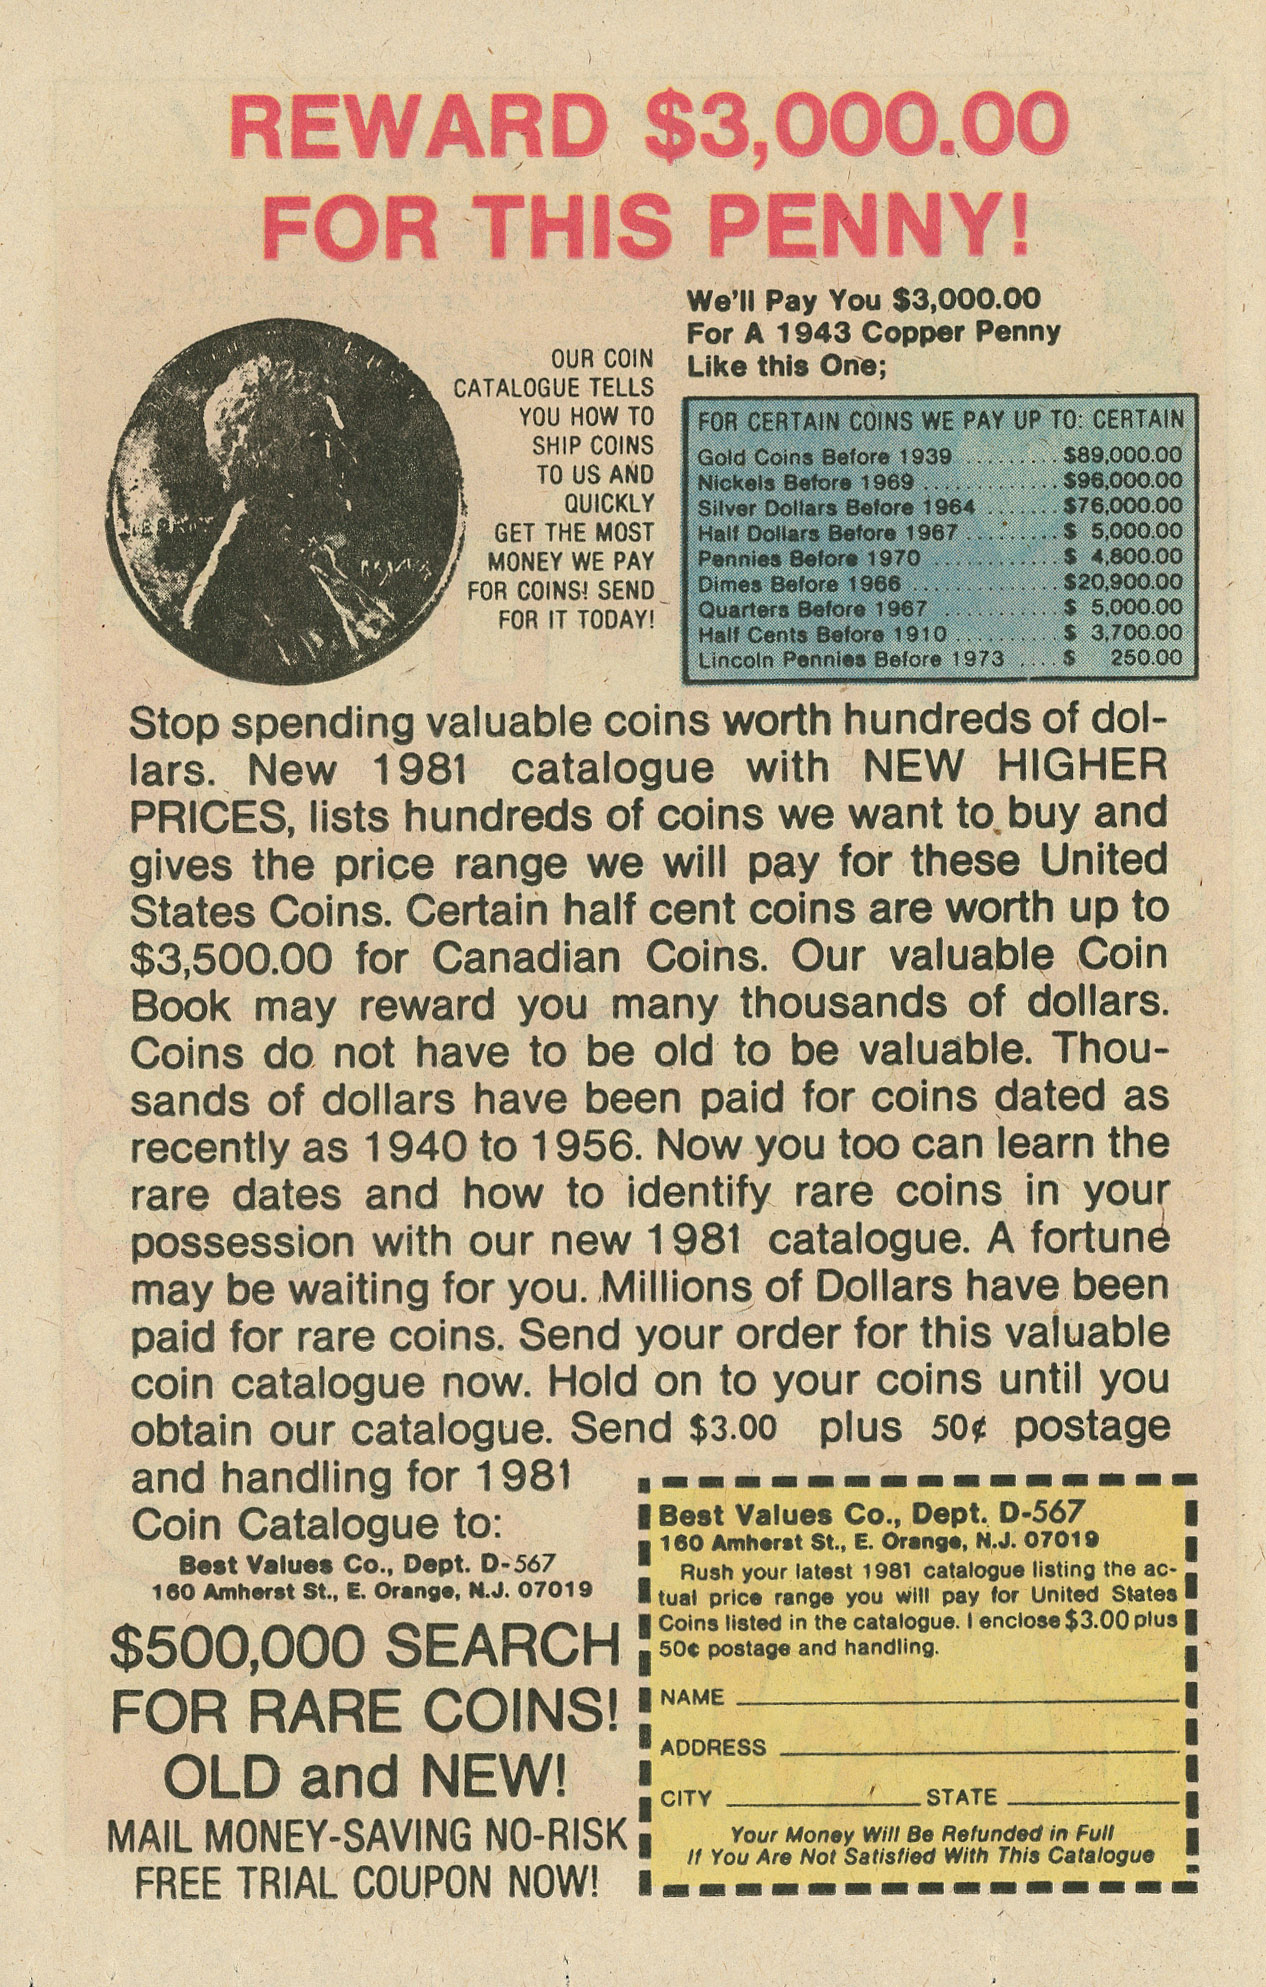 REWARD $3,000.00
FOR THIS PENNY!
We'll Pay You $3,000.00
For A 1943 Copper Penny
Like this One;
OUR COIN
CATALOGUE TELLS
YOU HOW TO
SHIP COINS
TO US AND
QUICKLY
GET THE MOST
MONEY WE PAY
FOR COINS! SEND
FOR IT TODAY!
LIBERTY
FOR CERTAIN COINS WE PAY UP TO: CERTAIN
Gold Coins Before 1939 ......... $89,000.00
Nickels Before 1969 ............. $96,000.00
Silver Dollars Before 1964 ....... $76,000.00
Half Dollars Before 1967 ......... $ 5,000.00
Pennies Before 1970 ............ $ 4,800.00
Dimes Before 1966 .............. $20,900.00
Quarters Before 1967 ............ $ 5,000.00
Half Cents Before 1910 .......... $ 3,700.00
Lincoln Pennies Before 1973 .... $ 250.00
Stop spending valuable coins worth hundreds of dol-
lars. New 1981 catalogue with NEW HIGHER
PRICES, lists hundreds of coins we want to buy and
gives the price range we will pay for these United
States Coins. Certain half cent coins are worth up to
$3,500.00 for Canadian Coins. Our valuable Coin
Book may reward you many thousands of dollars.
Coins do not have to be old to be valuable. Thou-
sands of dollars have been paid for coins dated as
recently as 1940 to 1956. Now you too can learn the
rare dates and how to identify rare coins in your
possession with our new 1981 catalogue. A fortune
may be waiting for you. Millions of Dollars have been
paid for rare coins. Send your order for this valuable
coin catalogue now. Hold on to your coins until you
obtain our catalogue. Send $3.00 plus 50¢ postage
and handling for 1981
Coin Catalogue to:
Best Values Co., Dept. D-567
160 Amherst St., E. Orange, N.J. 07019
$500,000 SEARCH
FOR RARE COINS!
OLD and NEW!
MAIL MONEY-SAVING NO-RISK
FREE TRIAL COUPON NOW!
Best Values Co., Dept. D-567
160 Amherst St., E. Orange, N.J. 07019
Rush your latest 1981 catalogue listing the ac-
tual price range you will pay for United States
Coins listed in the catalogue. I enclose $3.00 plus
50¢ postage and handling.
NAME
ADDRESS
CITY STATE
Your Money Will Be Refunded in Full
If You Are Not Satisfied With This Catalogue